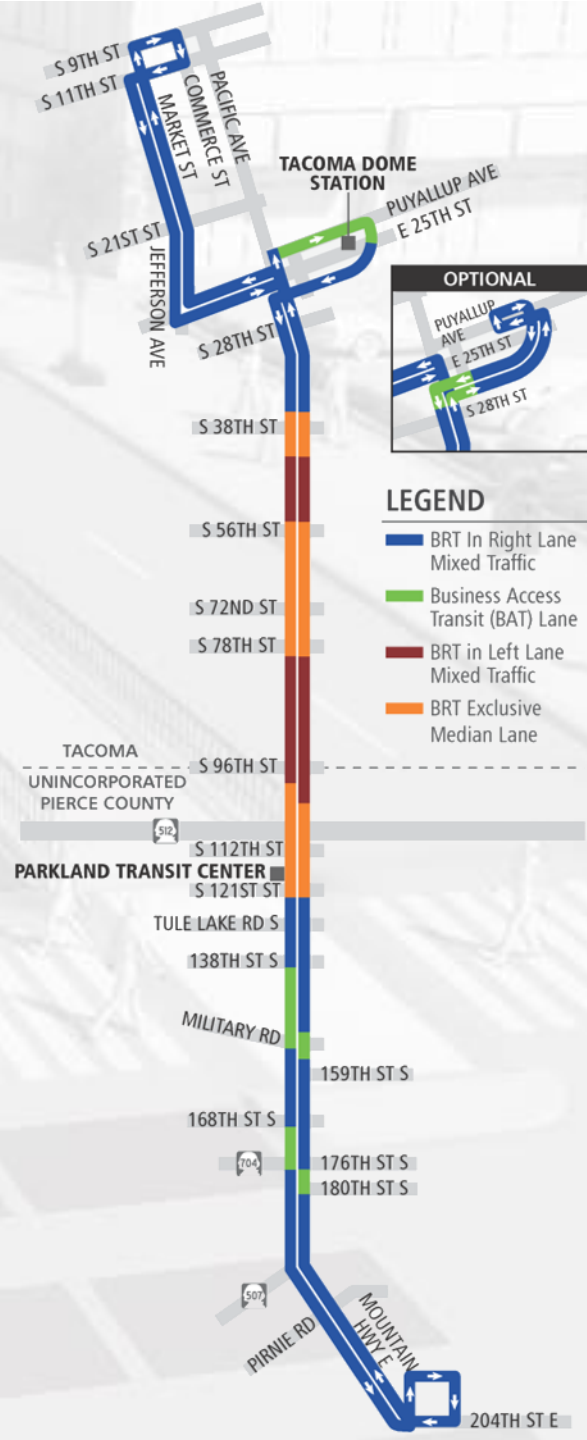 S 9TH ST
S 11TH ST
MARKET ST
COMMERCE ST
PACIFIC AVE
TACOMA DOME
STATION
PUYALLUP AVE
E 25TH ST
S 21ST ST
JEFFERSON AVE
S 28TH ST
OPTIONAL
PUYALLUP
AVE
E 25TH ST
S 28TH ST
S 38TH ST
LEGEND
BRT In Right Lane
Mixed Traffic
Business Access
Transit (BAT) Lane
BRT in Left Lane
Mixed Traffic
BRT Exclusive
Median Lane
S 56TH ST
S 72ND ST
S 78TH ST
TACOMA
S 96TH ST
UNINCORPORATED
PIERCE COUNTY
512
S 112TH ST
PARKLAND TRANSIT CENTER
S 121ST ST
TULE LAKE RD S
138TH ST S
MILITARY RD
159TH ST S
168TH ST S
704
176TH ST S
180TH ST S
507
PIRNIE RD
MOUNTAIN
HWY E
204TH ST E